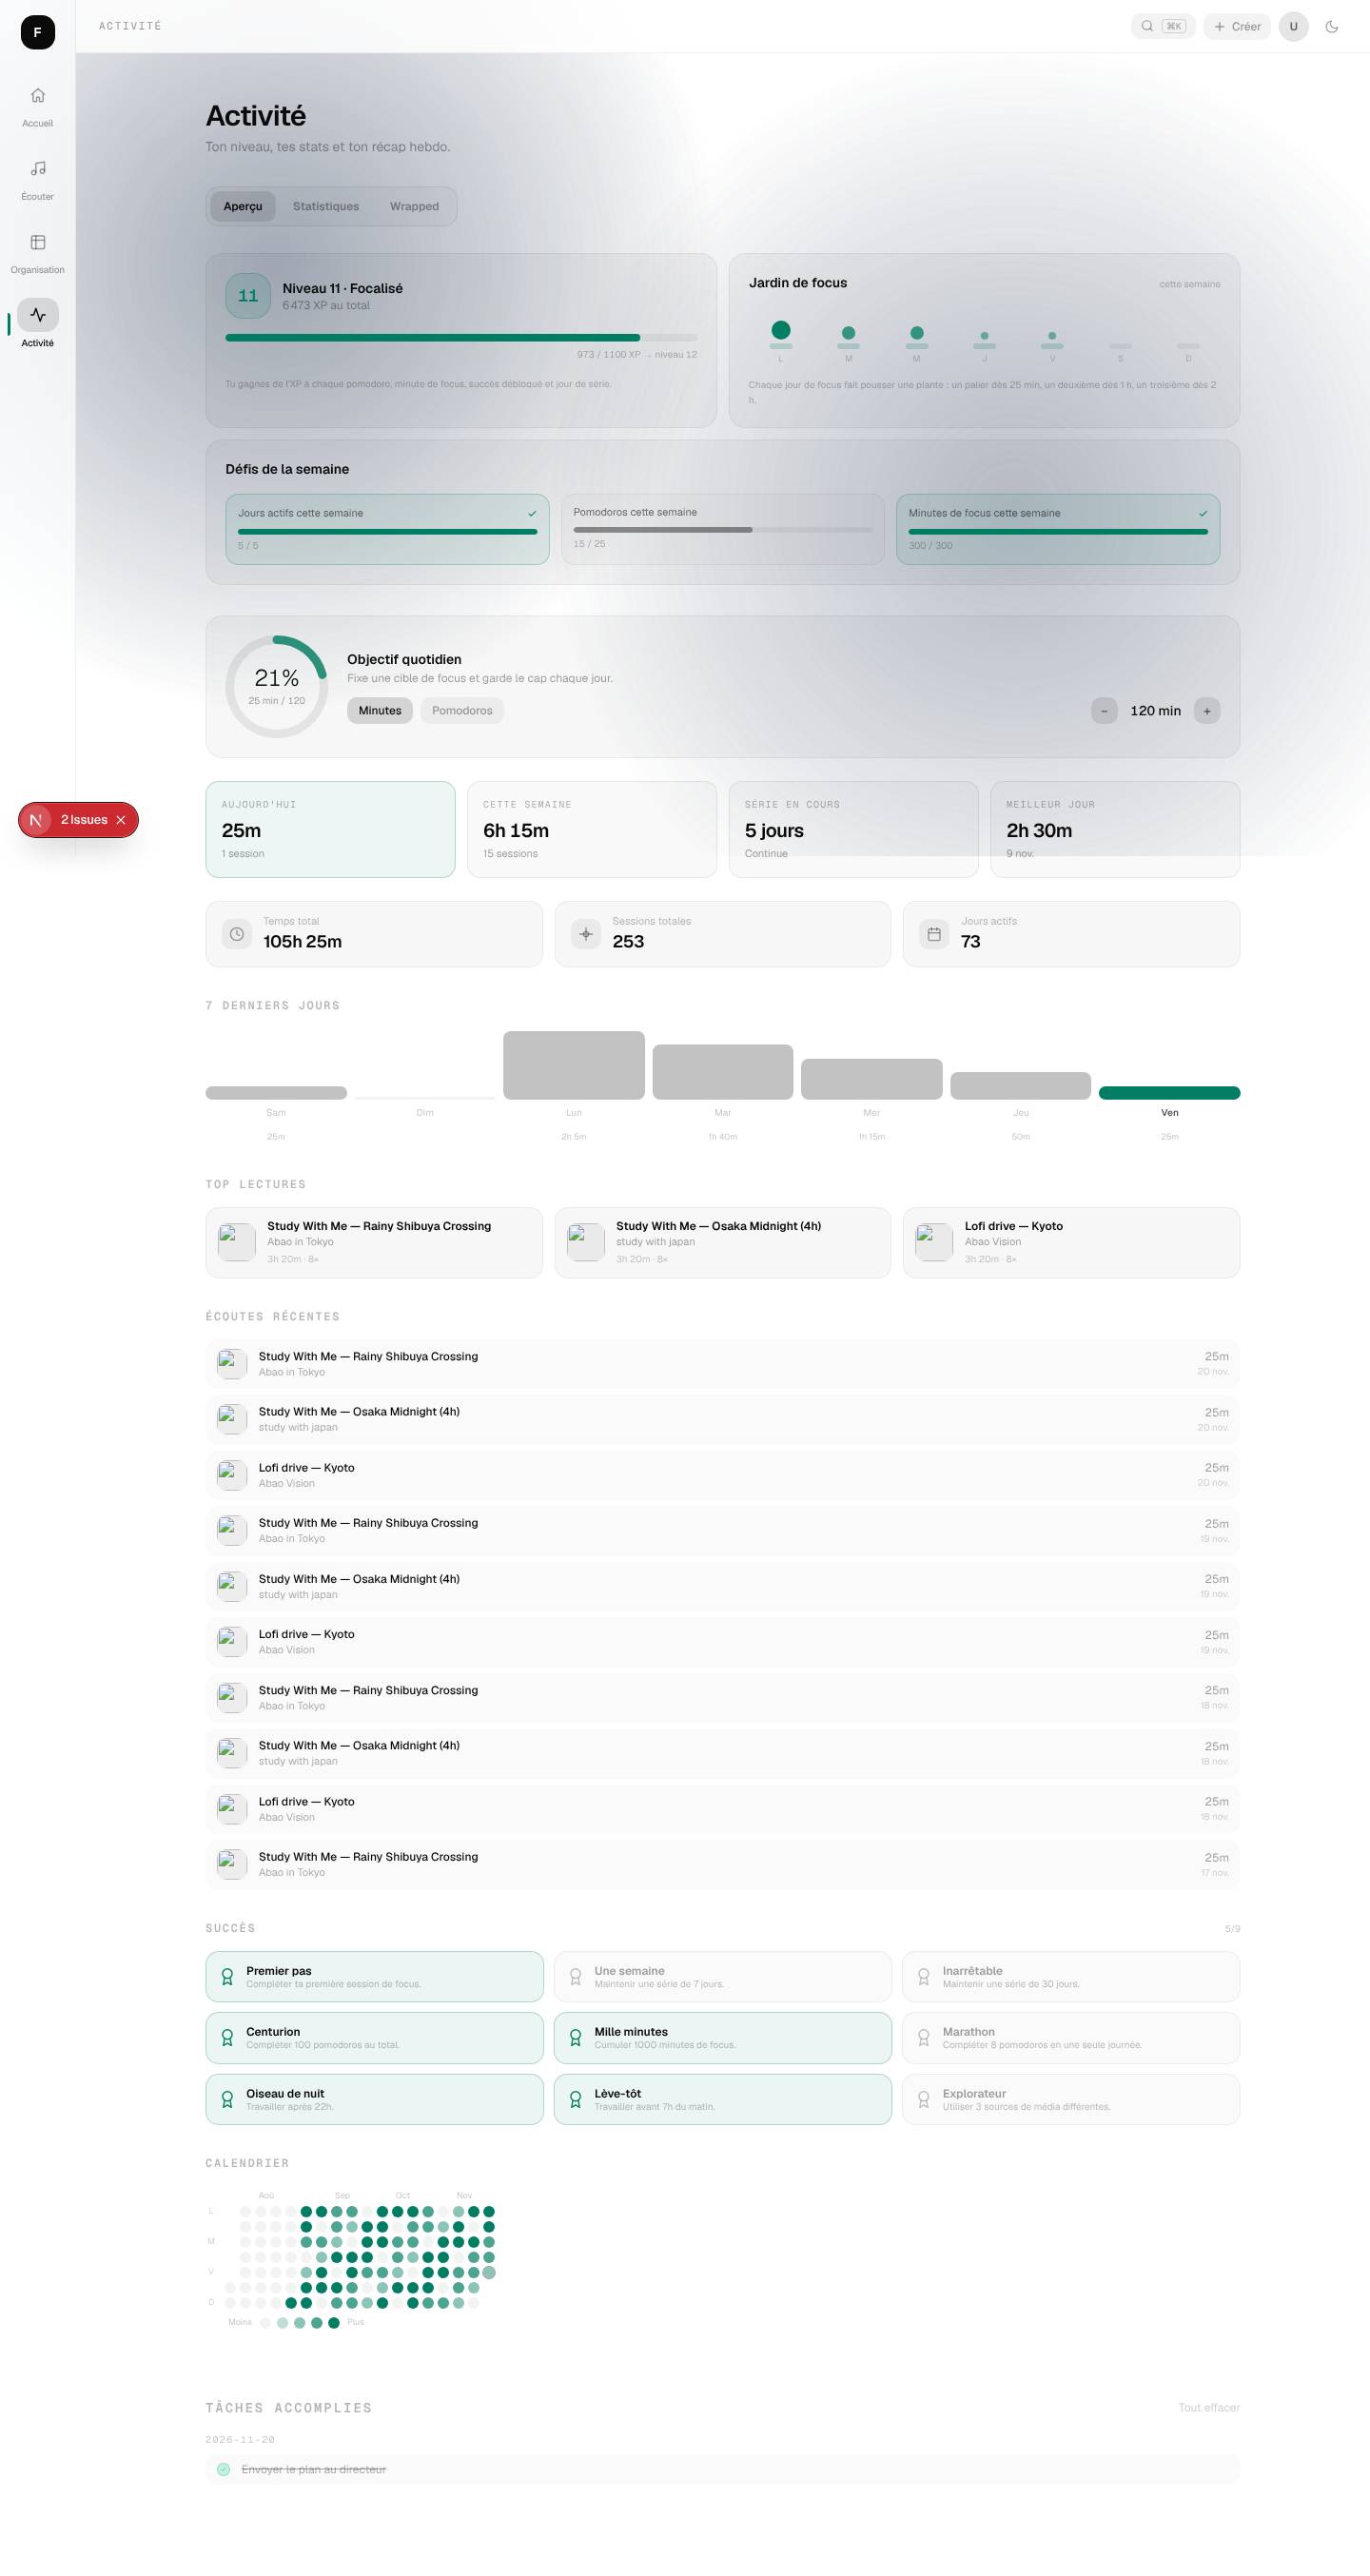 F
ACTIVITÉ
⌘K
Créer
U
Accueil
Écouter
Organisation
Activité
Activité
Ton niveau, tes stats et ton récap hebdo.
Aperçu
Statistiques
Wrapped
11
Niveau 11 · Focalisé
6 473 XP au total
973 / 1100 XP → niveau 12
Tu gagnes de l'XP à chaque pomodoro, minute de focus, succès débloqué et jour de série.
Jardin de focus
cette semaine
L
M
M
J
V
S
D
Chaque jour de focus fait pousser une plante : un palier dès 25 min, un deuxième dès 1 h, un troisième dès 2
h.
Défis de la semaine
Jours actifs cette semaine
5 / 5
Pomodoros cette semaine
15 / 25
Minutes de focus cette semaine
300 / 300
21%
25 min / 120
Objectif quotidien
Fixe une cible de focus et garde le cap chaque jour.
Minutes
Pomodoros
−
120 min
+
AUJOURD'HUI
25m
1 session
CETTE SEMAINE
6h 15m
15 sessions
SÉRIE EN COURS
5 jours
Continue
MEILLEUR JOUR
2h 30m
9 nov.
N
2 Issues
Temps total
105h 25m
Sessions totales
253
Jours actifs
73
7 DERNIERS JOURS
Sam
Dim
Lun
Mar
Mer
Jeu
Ven
25m
2h 5m
1h 40m
1h 15m
50m
25m
TOP LECTURES
Study With Me — Rainy Shibuya Crossing
Abao in Tokyo
3h 20m · 8×
Study With Me — Osaka Midnight (4h)
study with japan
3h 20m · 8×
Lofi drive — Kyoto
Abao Vision
3h 20m · 8×
ÉCOUTES RÉCENTES
Study With Me — Rainy Shibuya Crossing
25m
Abao in Tokyo
20 nov.
Study With Me — Osaka Midnight (4h)
25m
study with japan
20 nov.
Lofi drive — Kyoto
25m
Abao Vision
20 nov.
Study With Me — Rainy Shibuya Crossing
25m
Abao in Tokyo
19 nov.
Study With Me — Osaka Midnight (4h)
25m
study with japan
19 nov.
Lofi drive — Kyoto
25m
Abao Vision
19 nov.
Study With Me — Rainy Shibuya Crossing
25m
Abao in Tokyo
18 nov.
Study With Me — Osaka Midnight (4h)
25m
study with japan
18 nov.
Lofi drive — Kyoto
25m
Abao Vision
18 nov.
Study With Me — Rainy Shibuya Crossing
25m
Abao in Tokyo
17 nov.
SUCCÈS
5/9
Premier pas
Compléter ta première session de focus.
Une semaine
Maintenir une série de 7 jours.
Inarrêtable
Maintenir une série de 30 jours.
Centurion
Compléter 100 pomodoros au total.
Mille minutes
Cumuler 1000 minutes de focus.
Marathon
Compléter 8 pomodoros en une seule journée.
Oiseau de nuit
Travailler après 22h.
Lève-tôt
Travailler avant 7h du matin.
Explorateur
Utiliser 3 sources de média différentes.
CALENDRIER
Aoû
Sep
Oct
Nov
L
M
V
D
Moins
Plus
TÂCHES ACCOMPLIES
Tout effacer
2026-11-20
Envoyer le plan au directeur